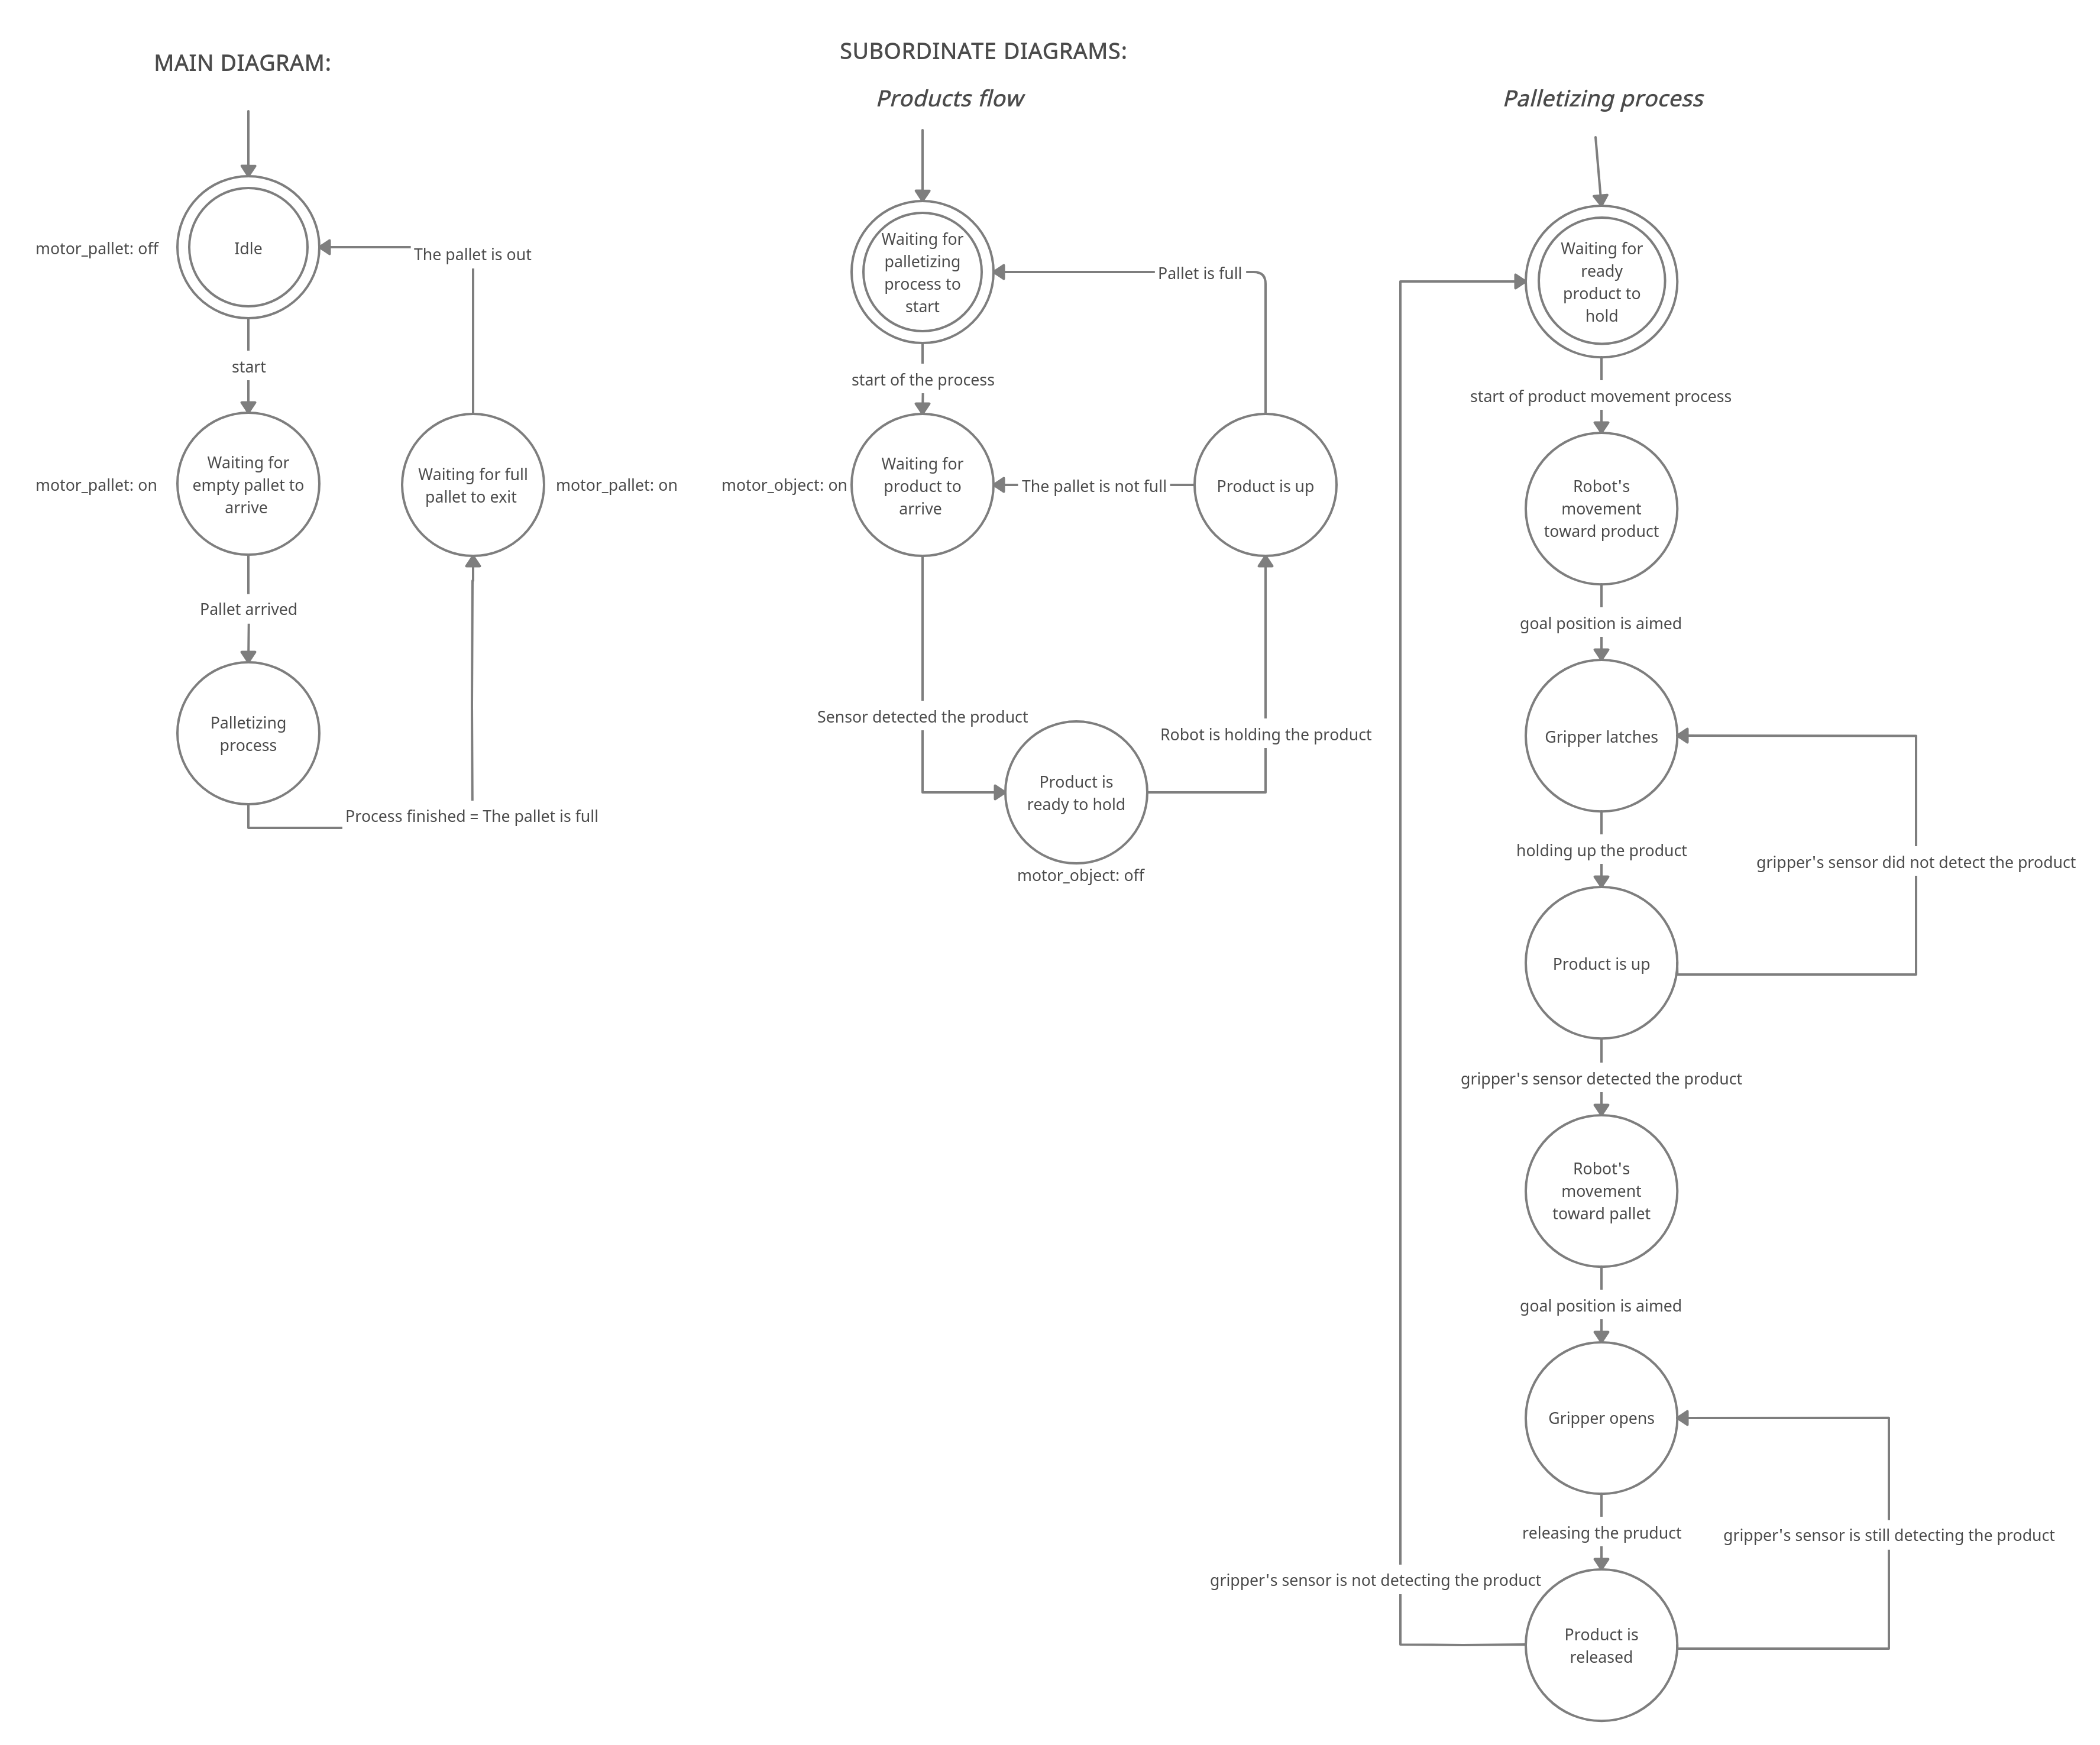 MAIN DIAGRAM:
motor_pallet: off
Idle
The pallet is out
start
motor_pallet: on
Waiting for
empty pallet to
arrive
Waiting for full
pallet to exit
motor_pallet: on
Pallet arrived
Palletizing
process
Process finished = The pallet is full
SUBORDINATE DIAGRAMS:
Products flow
Waiting for
palletizing
process to
start
Pallet is full
start of the process
motor_object: on
Waiting for
product to
arrive
The pallet is not full
Product is up
Sensor detected the product
Robot is holding the product
Product is
ready to hold
motor_object: off
Palletizing process
Waiting for
ready
product to
hold
start of product movement process
Robot's
movement
toward product
goal position is aimed
Gripper latches
holding up the product
gripper's sensor did not detect the product
Product is up
gripper's sensor detected the product
Robot's
movement
toward pallet
goal position is aimed
Gripper opens
releasing the pruduct
gripper's sensor is still detecting the product
gripper's sensor is not detecting the product
Product is
released